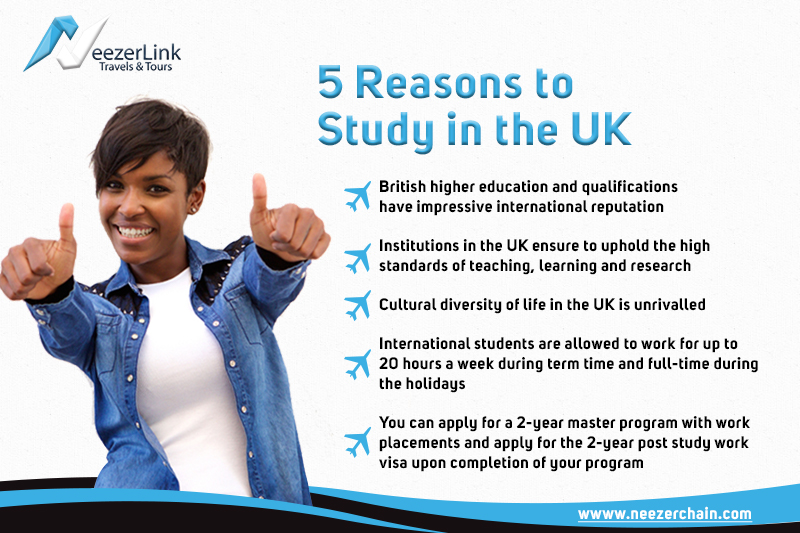 NeezerLink
Travels & Tours
5 Reasons to
Study in the UK
British higher education and qualifications
have impressive international reputation
Institutions in the UK ensure to uphold the high
standards of teaching, learning and research
Cultural diversity of life in the UK is unrivalled
International students are allowed to work for up to
20 hours a week during term time and full-time during
the holidays
You can apply for a 2-year master program with work
placements and apply for the 2-year post study work
visa upon completion of your program
www.neezerchain.com